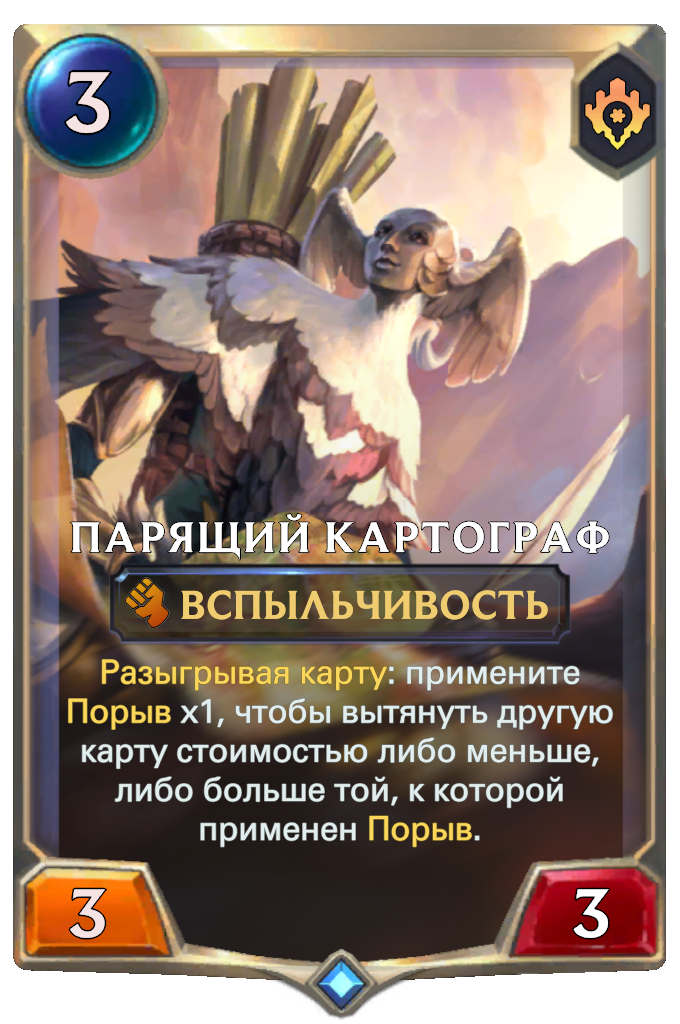 3
ПАРЯЩИЙ КАРТОГРАФ
ВСПЫЛЬЧИВОСТЬ
Разыгрывая карту: примените
Порыв x1, чтобы вытянуть другую
карту стоимостью либо меньше,
либо больше той, к которой
применен Порыв.
3
3